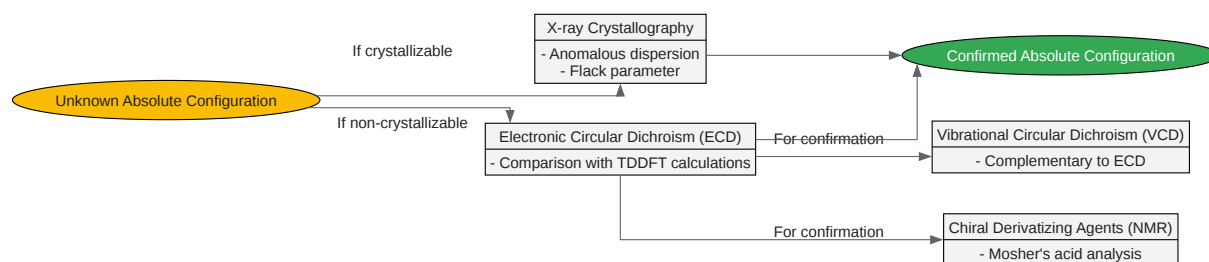 X-ray Crystallography
If crystallizable
- Anomalous dispersion
- Flack parameter
Confirmed Absolute Configuration
Unknown Absolute Configuration
If non-crystallizable
Electronic Circular Dichroism (ECD)
- Comparison with TDDFT calculations
For confirmation
Vibrational Circular Dichroism (VCD)
- Complementary to ECD
For confirmation
Chiral Derivatizing Agents (NMR)
- Mosher's acid analysis